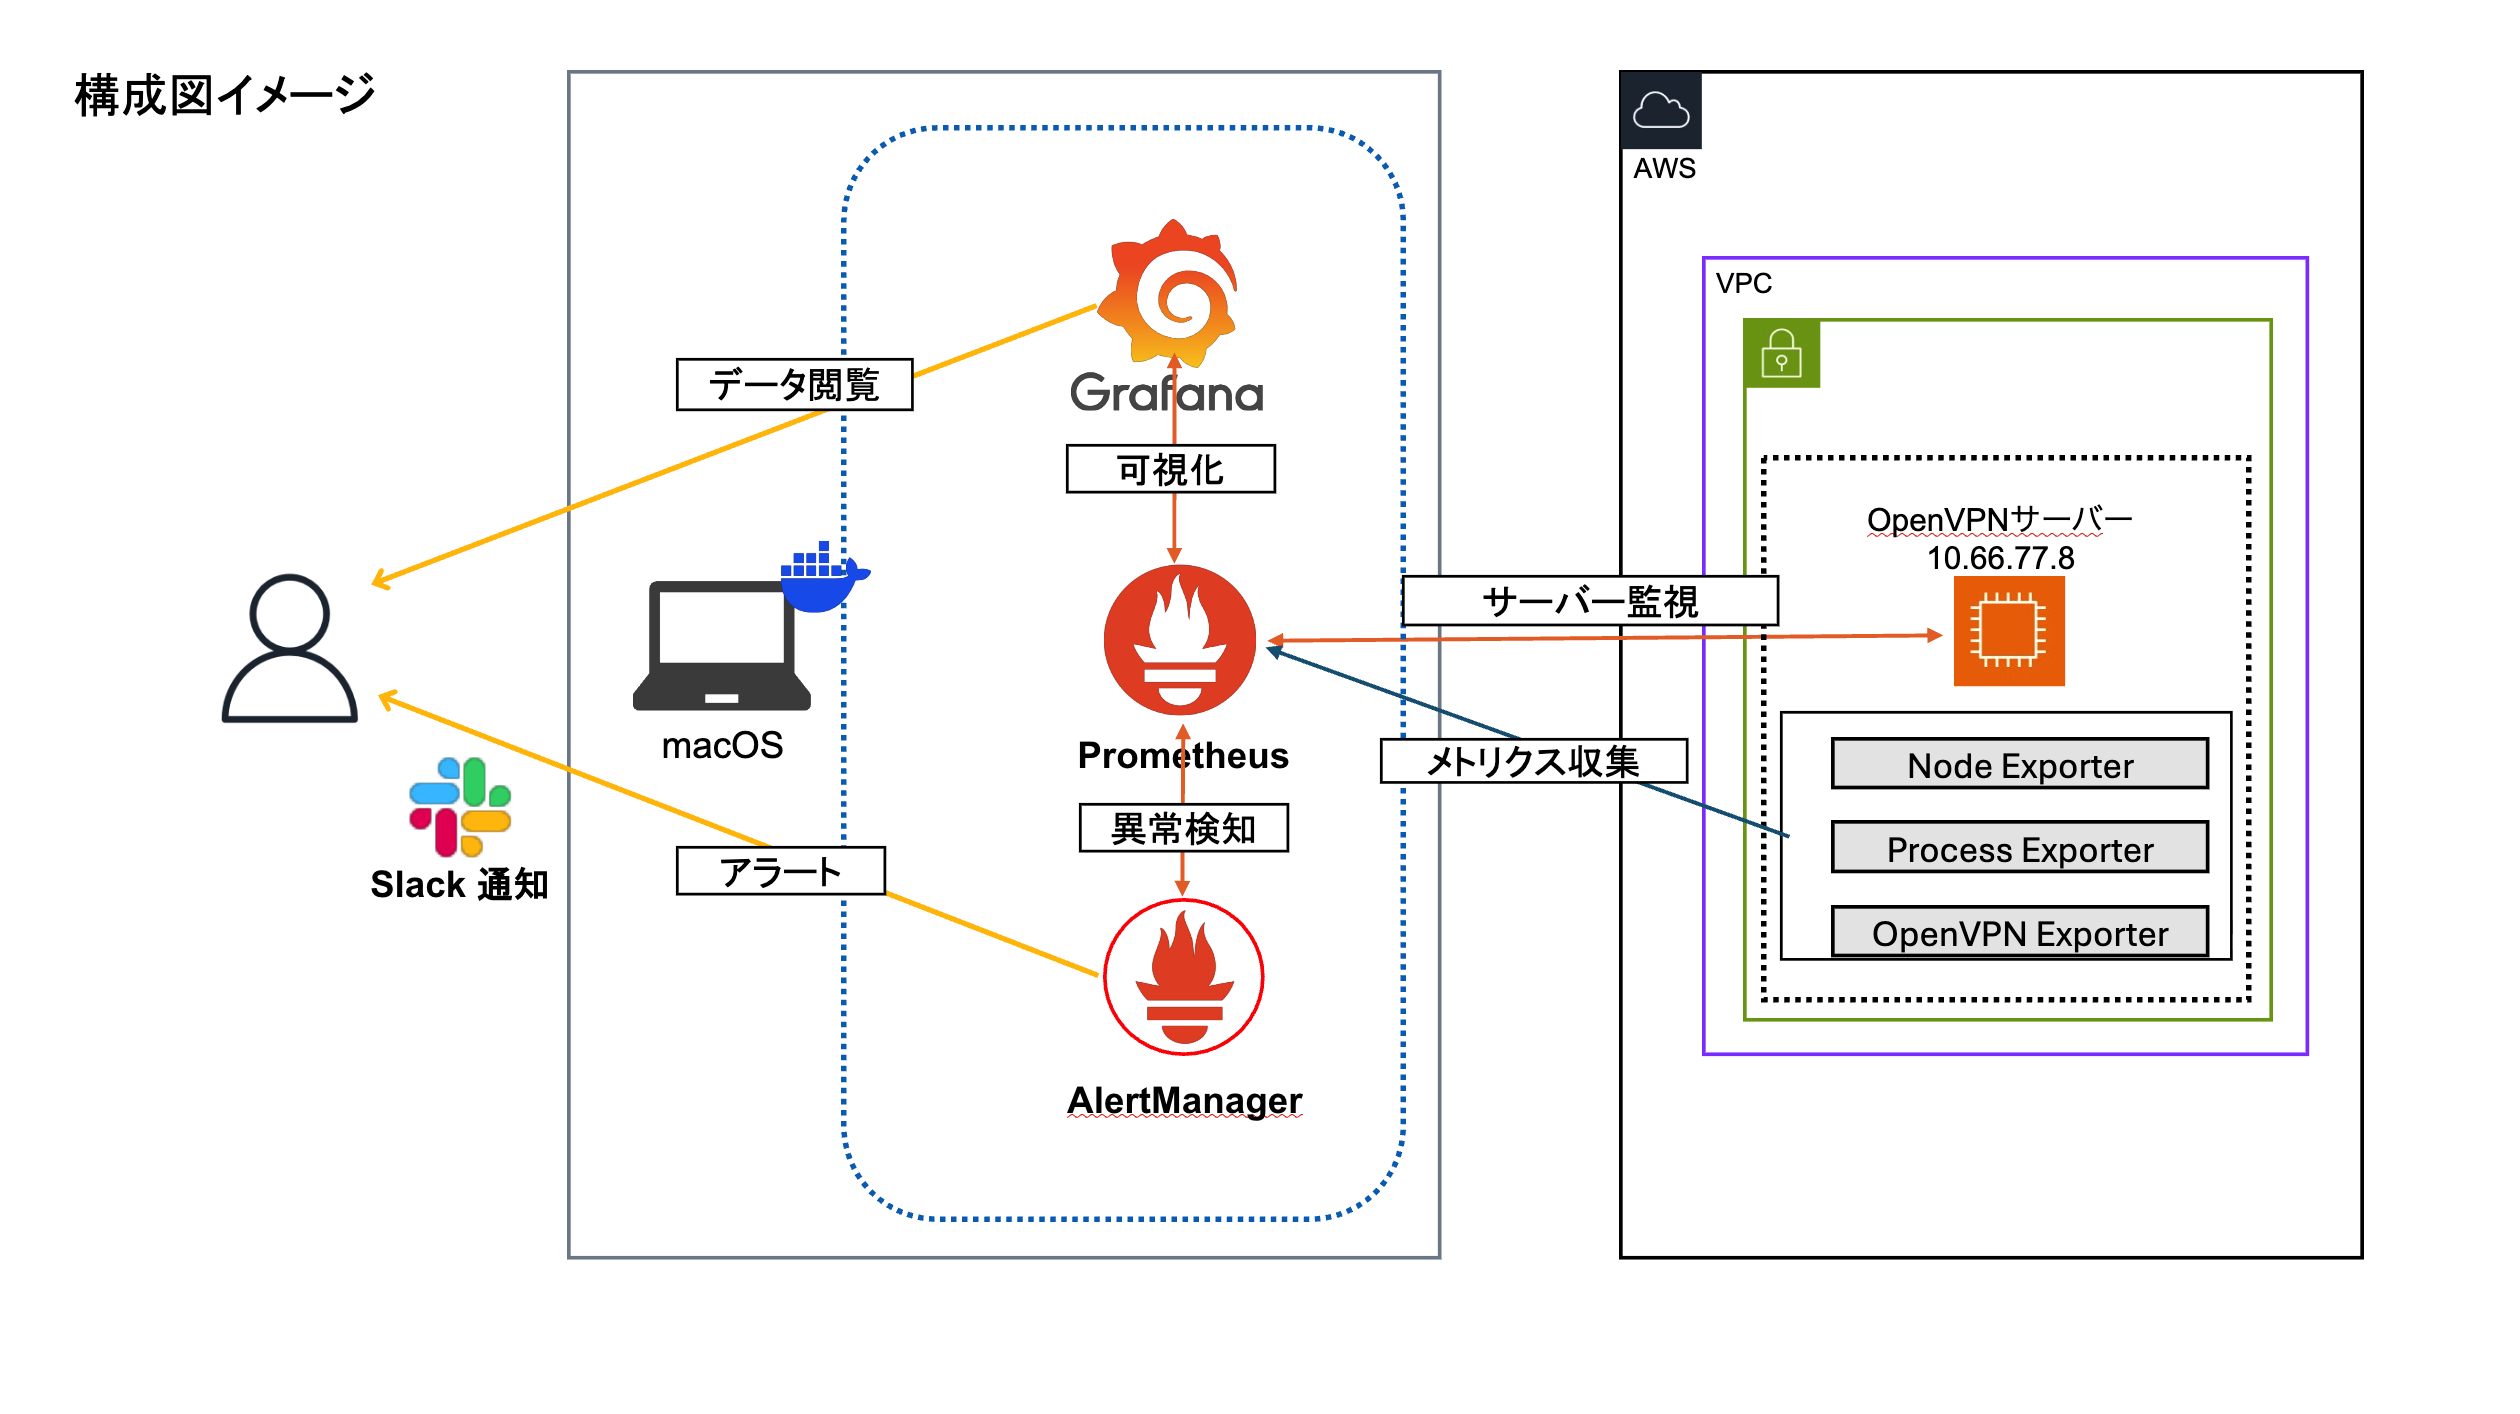 構成図イメージ
AWS
VPC
Grafana
データ閲覧
可視化
OpenVPNサーバー
10.66.77.8
サーバー監視
macOS
Prometheus
メトリクス収集
Node Exporter
異常検知
Process Exporter
アラート
Slack 通知
OpenVPN Exporter
AlertManager